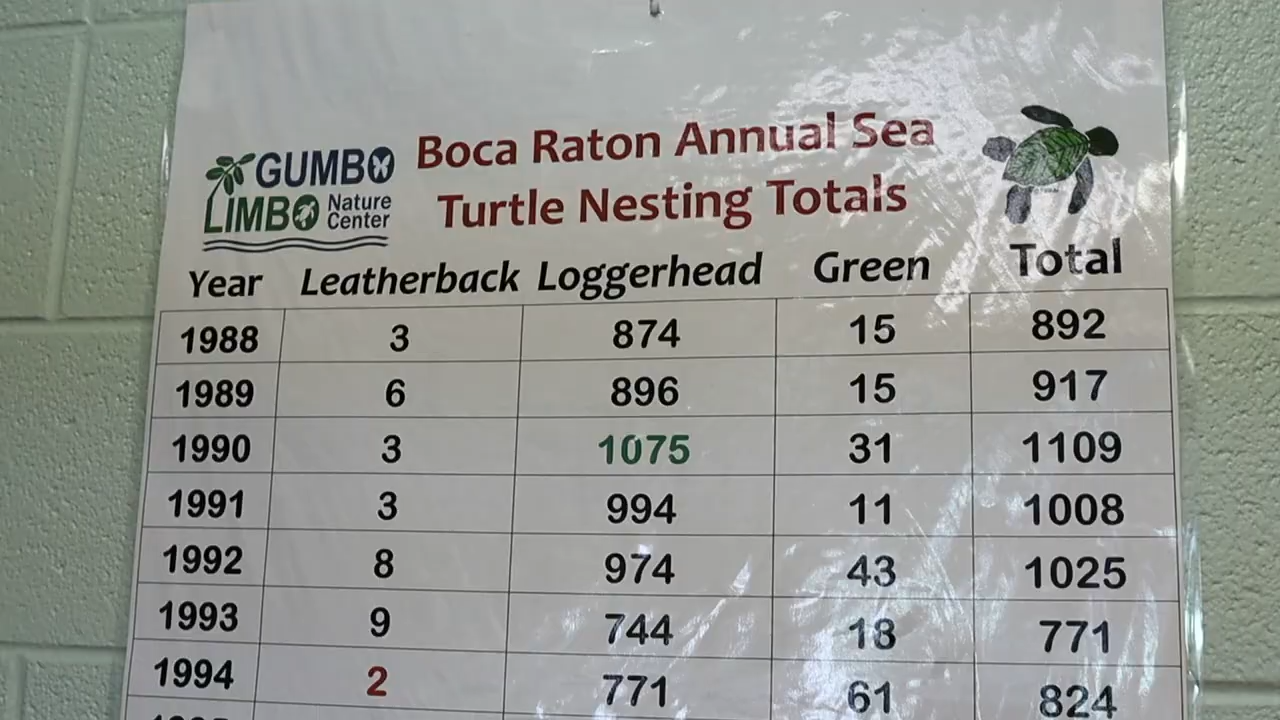 GUMBO
LIMBO Nature Center
Boca Raton Annual Sea
Turtle Nesting Totals
Year Leatherback Loggerhead Green Total
1988 3 874 15 892
1989 6 896 15 917
1990 3 1075 31 1109
1991 3 994 11 1008
1992 8 974 43 1025
1993 9 744 18 771
1994 2 771 61 824